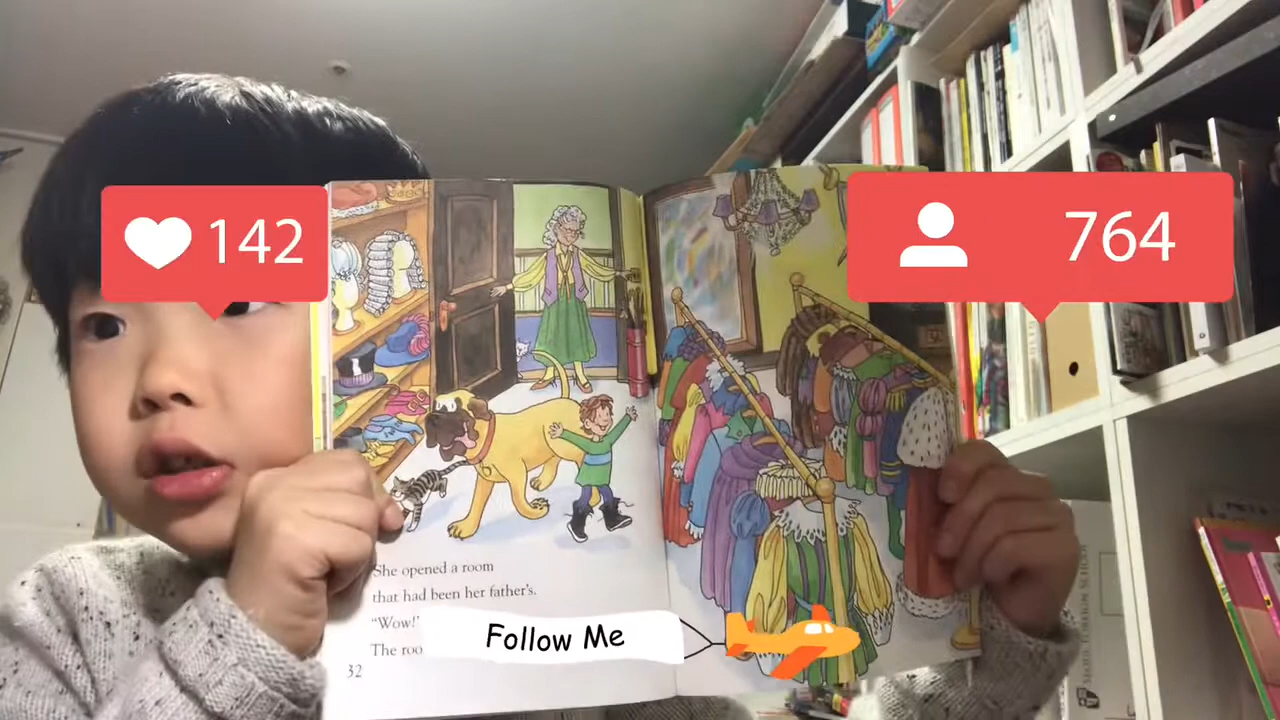 142
764
She opened a room
that had been her father's.
"Wow!"
The roo
32
Follow Me